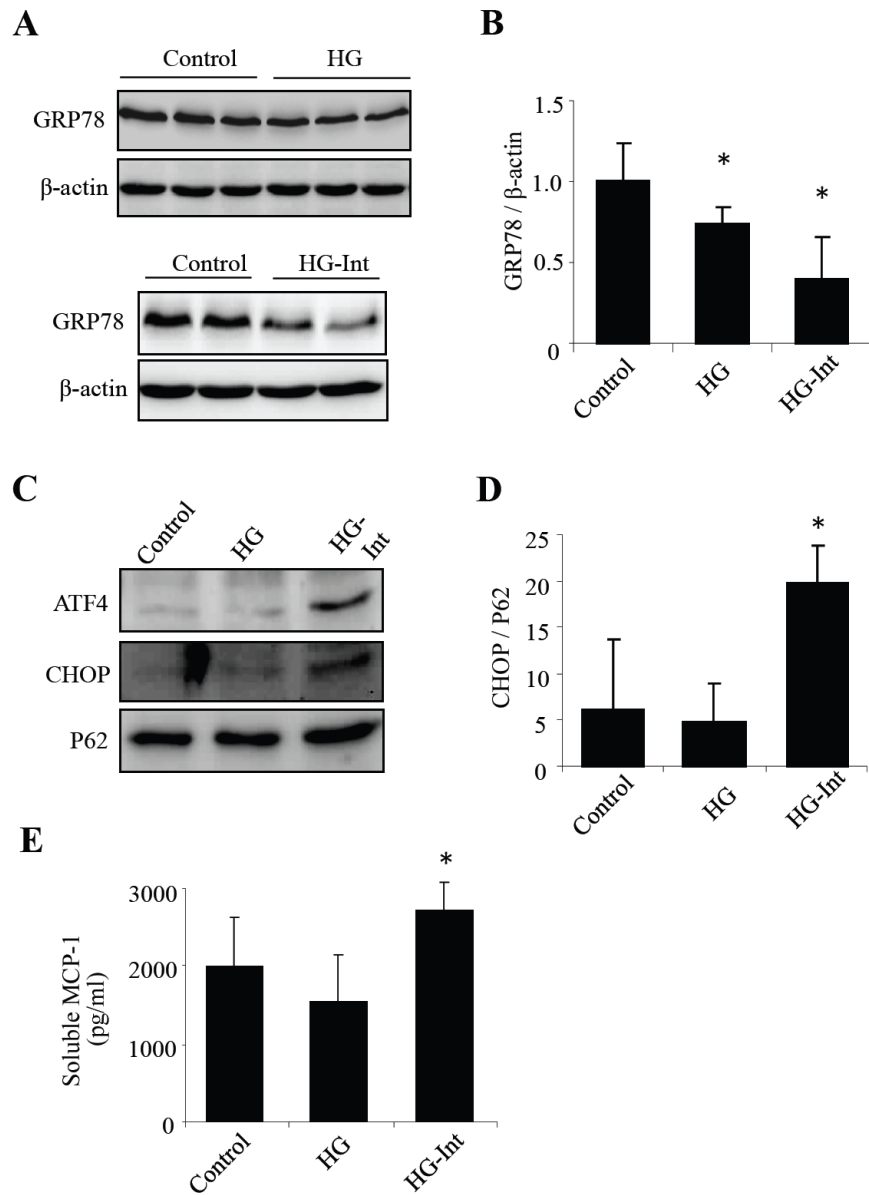 A
Control HG
GRP78
β-actin
Control HG-Int
GRP78
β-actin
B
GRP78 / β-actin
1.5
1.0
0.5
0
*
*
Control HG HG-Int
C
Control HG HG-
Int
ATF4
CHOP
P62
D
CHOP / P62
25
20
15
10
5
0
*
Control HG HG-Int
E
Soluble MCP-1
(pg/ml)
3000
2000
1000
0
*
Control HG HG-Int